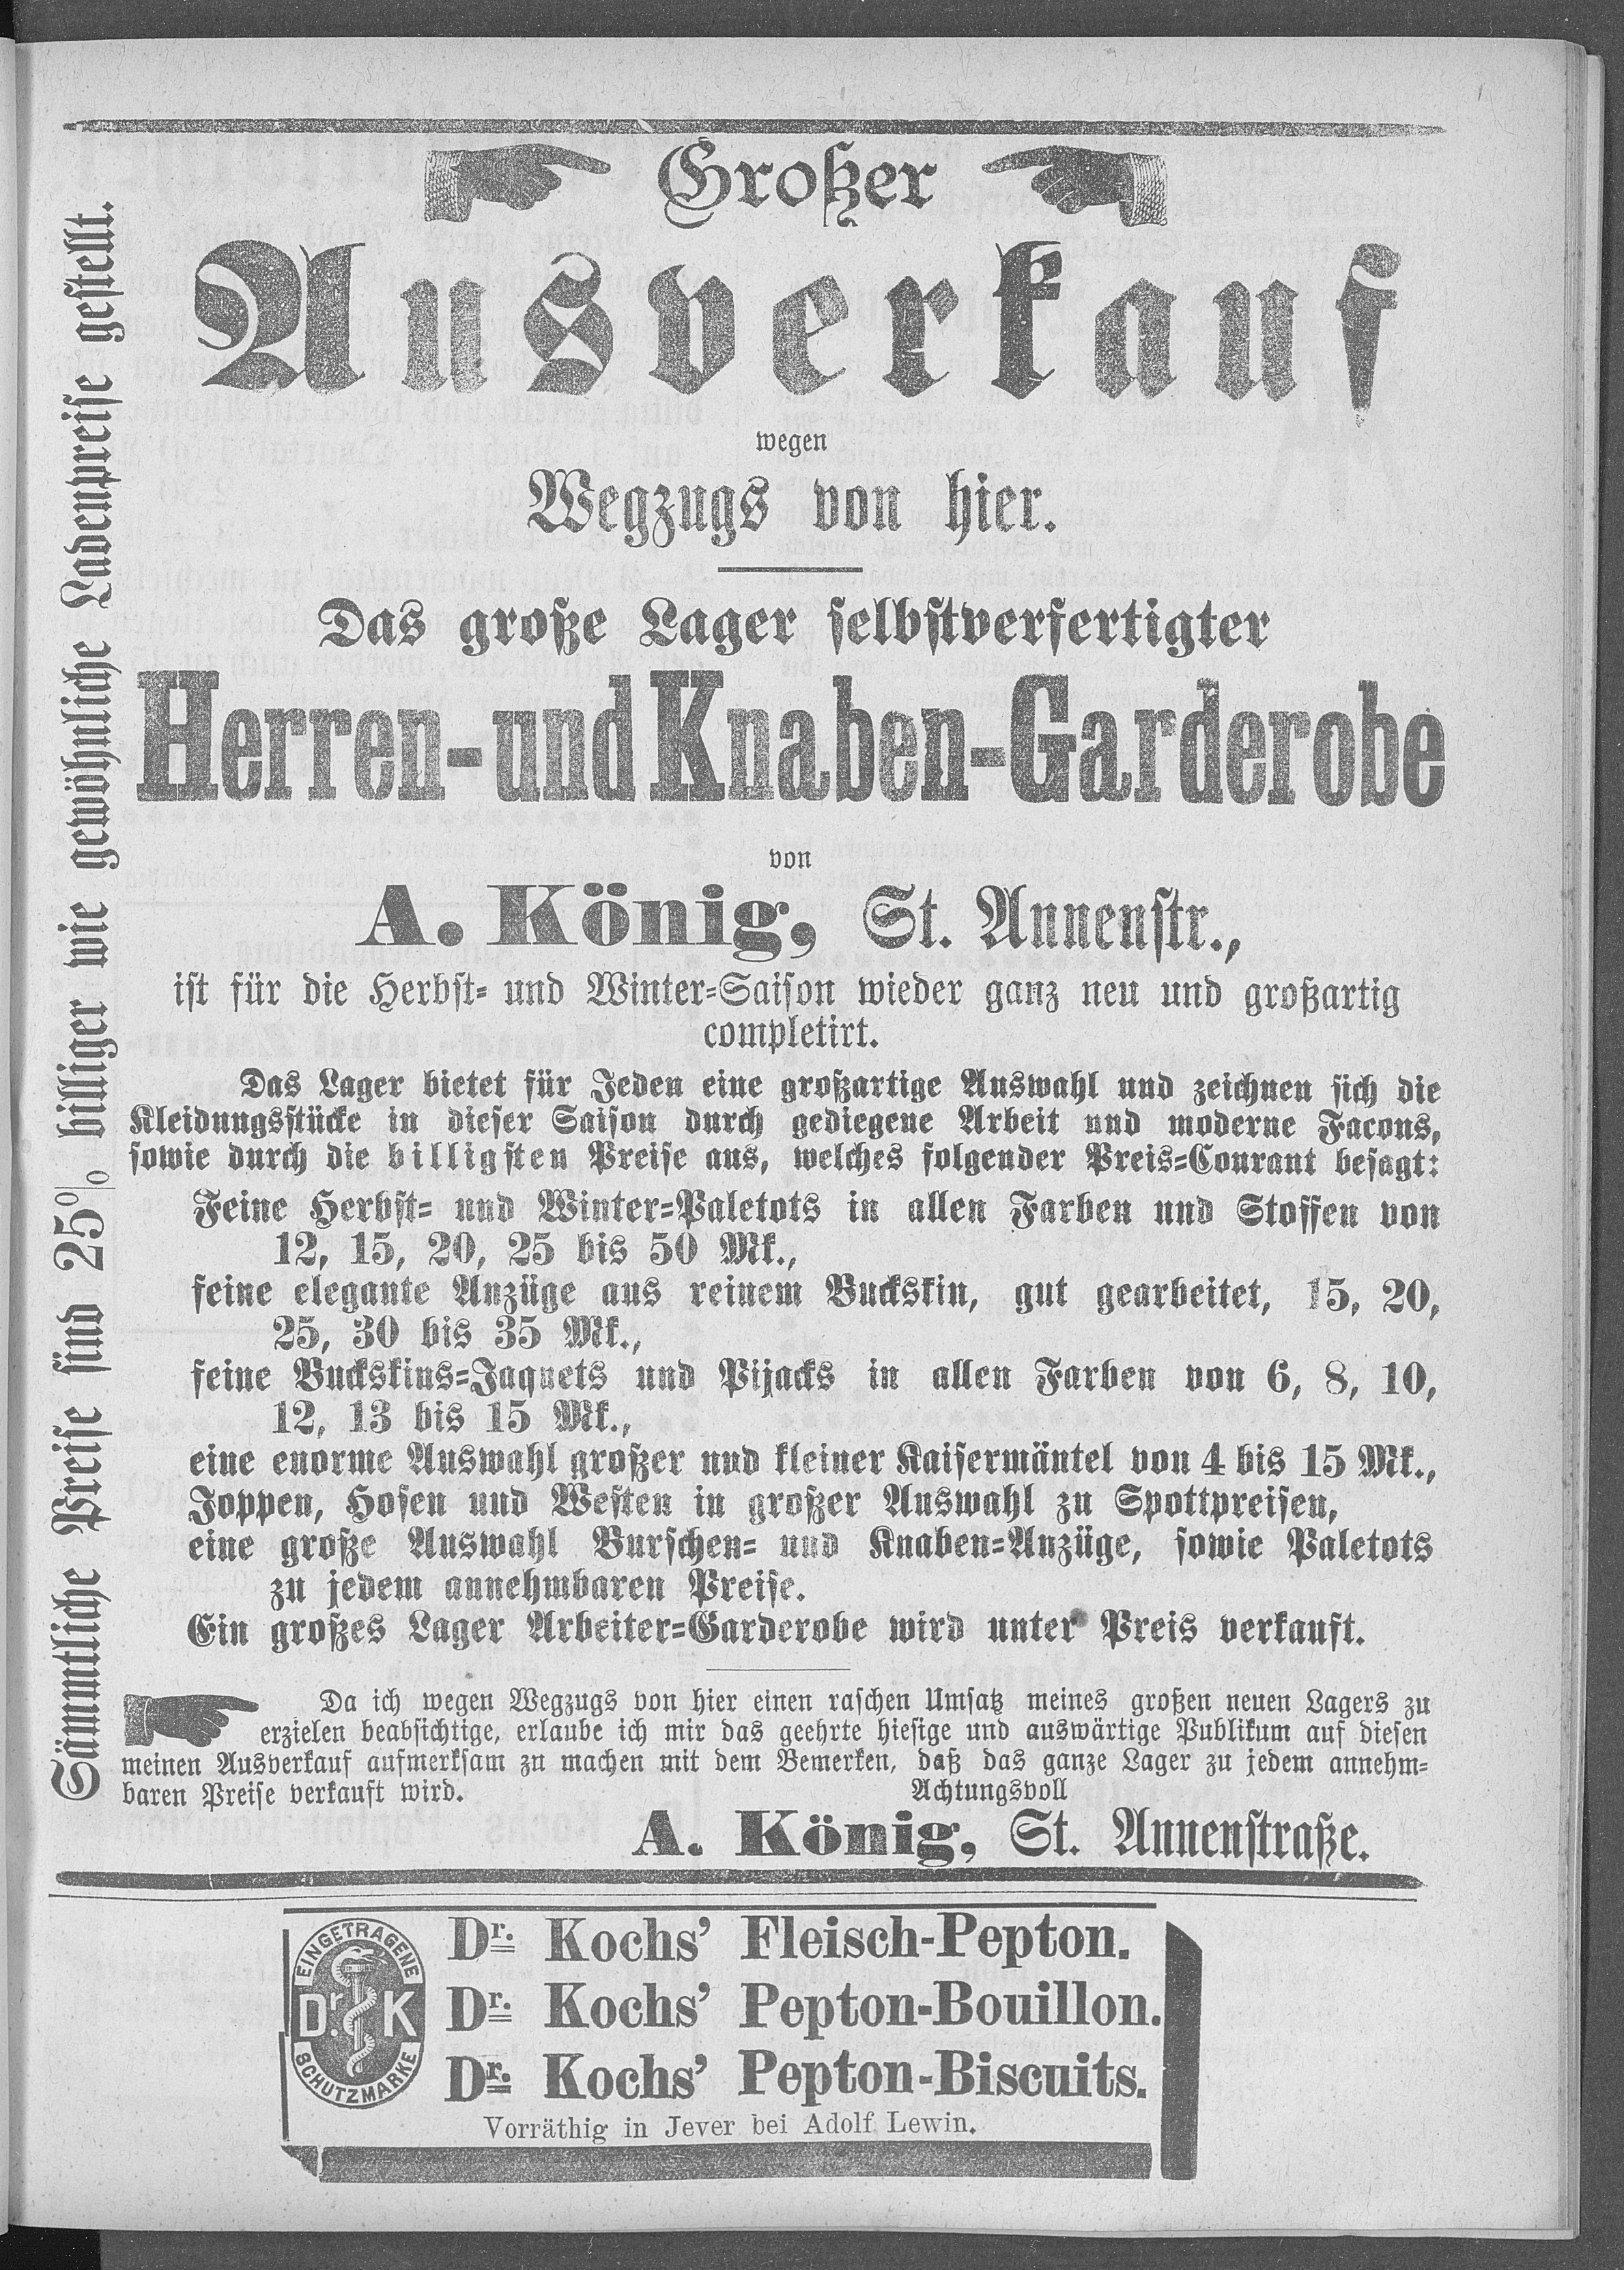 Großer
Ausverkauf
wegen
Wegzugs von hier.
Das große Lager selbstverfertigter
Herren- und Knaben-Garderobe
von
A. König, St. Annenstr.,
ist für die Herbst- und Winter-Saison wieder ganz neu und großartig
completirt.
Das Lager bietet für Jeden eine großartige Auswahl und zeichnen sich die
Kleidungsstücke in dieser Saison durch gediegene Arbeit und moderne Facons,
sowie durch die billigsten Preise aus, welches folgender Preis-Courant besagt:
Feine Herbst- und Winter-Paletots in allen Farben und Stoffen von
12, 15, 20, 25 bis 50 Mk.,
feine elegante Anzüge aus reinem Buckskin, gut gearbeitet, 15, 20,
25, 30 bis 35 Mk.,
feine Buckskins-Jaquets und Pijacks in allen Farben von 6, 8, 10,
12, 13 bis 15 Mk.,
eine enorme Auswahl großer und kleiner Kaisermäntel von 4 bis 15 Mk.,
Joppen, Hosen und Westen in großer Auswahl zu Spottpreisen,
eine große Auswahl Burschen- und Knaben-Anzüge, sowie Paletots
zu jedem annehmbaren Preise.
Ein großes Lager Arbeiter-Garderobe wird unter Preis verkauft.
Da ich wegen Wegzugs von hier einen raschen Umsatz meines großen neuen Lagers zu
erzielen beabsichtige, erlaube ich mir das geehrte hiesige und auswärtige Publikum auf diesen
meinen Ausverkauf aufmerksam zu machen mit dem Bemerken, daß das ganze Lager zu jedem annehm-
baren Preise verkauft wird.
Achtungsvoll
A. König, St. Annenstraße.
Sämmtliche Preise sind 25% billiger wie gewöhnliche Ladenpreise gestellt.
EINGETRAGENE
Dr. K
SCHUTZMARKE
Dr. Kochs' Fleisch-Pepton.
Dr. Kochs' Pepton-Bouillon.
Dr. Kochs' Pepton-Biscuits.
Vorräthig in Jever bei Adolf Lewin.